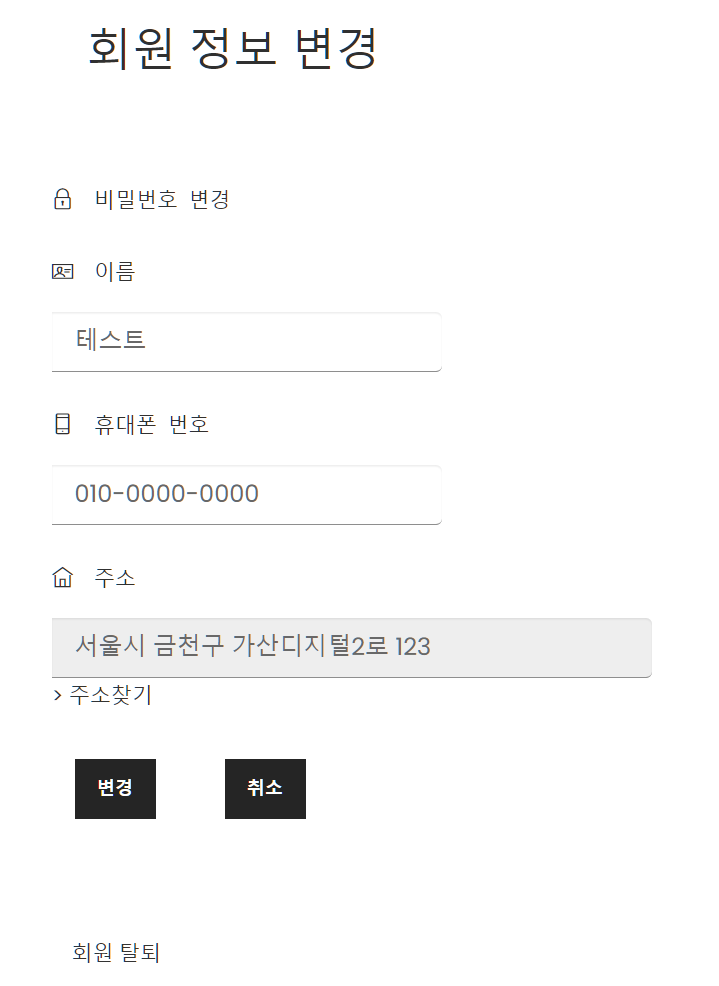 회원 정보 변경
비밀번호 변경
이름
테스트
휴대폰 번호
010-0000-0000
주소
서울시 금천구 가산디지털2로 123
> 주소찾기
변경 취소
회원 탈퇴